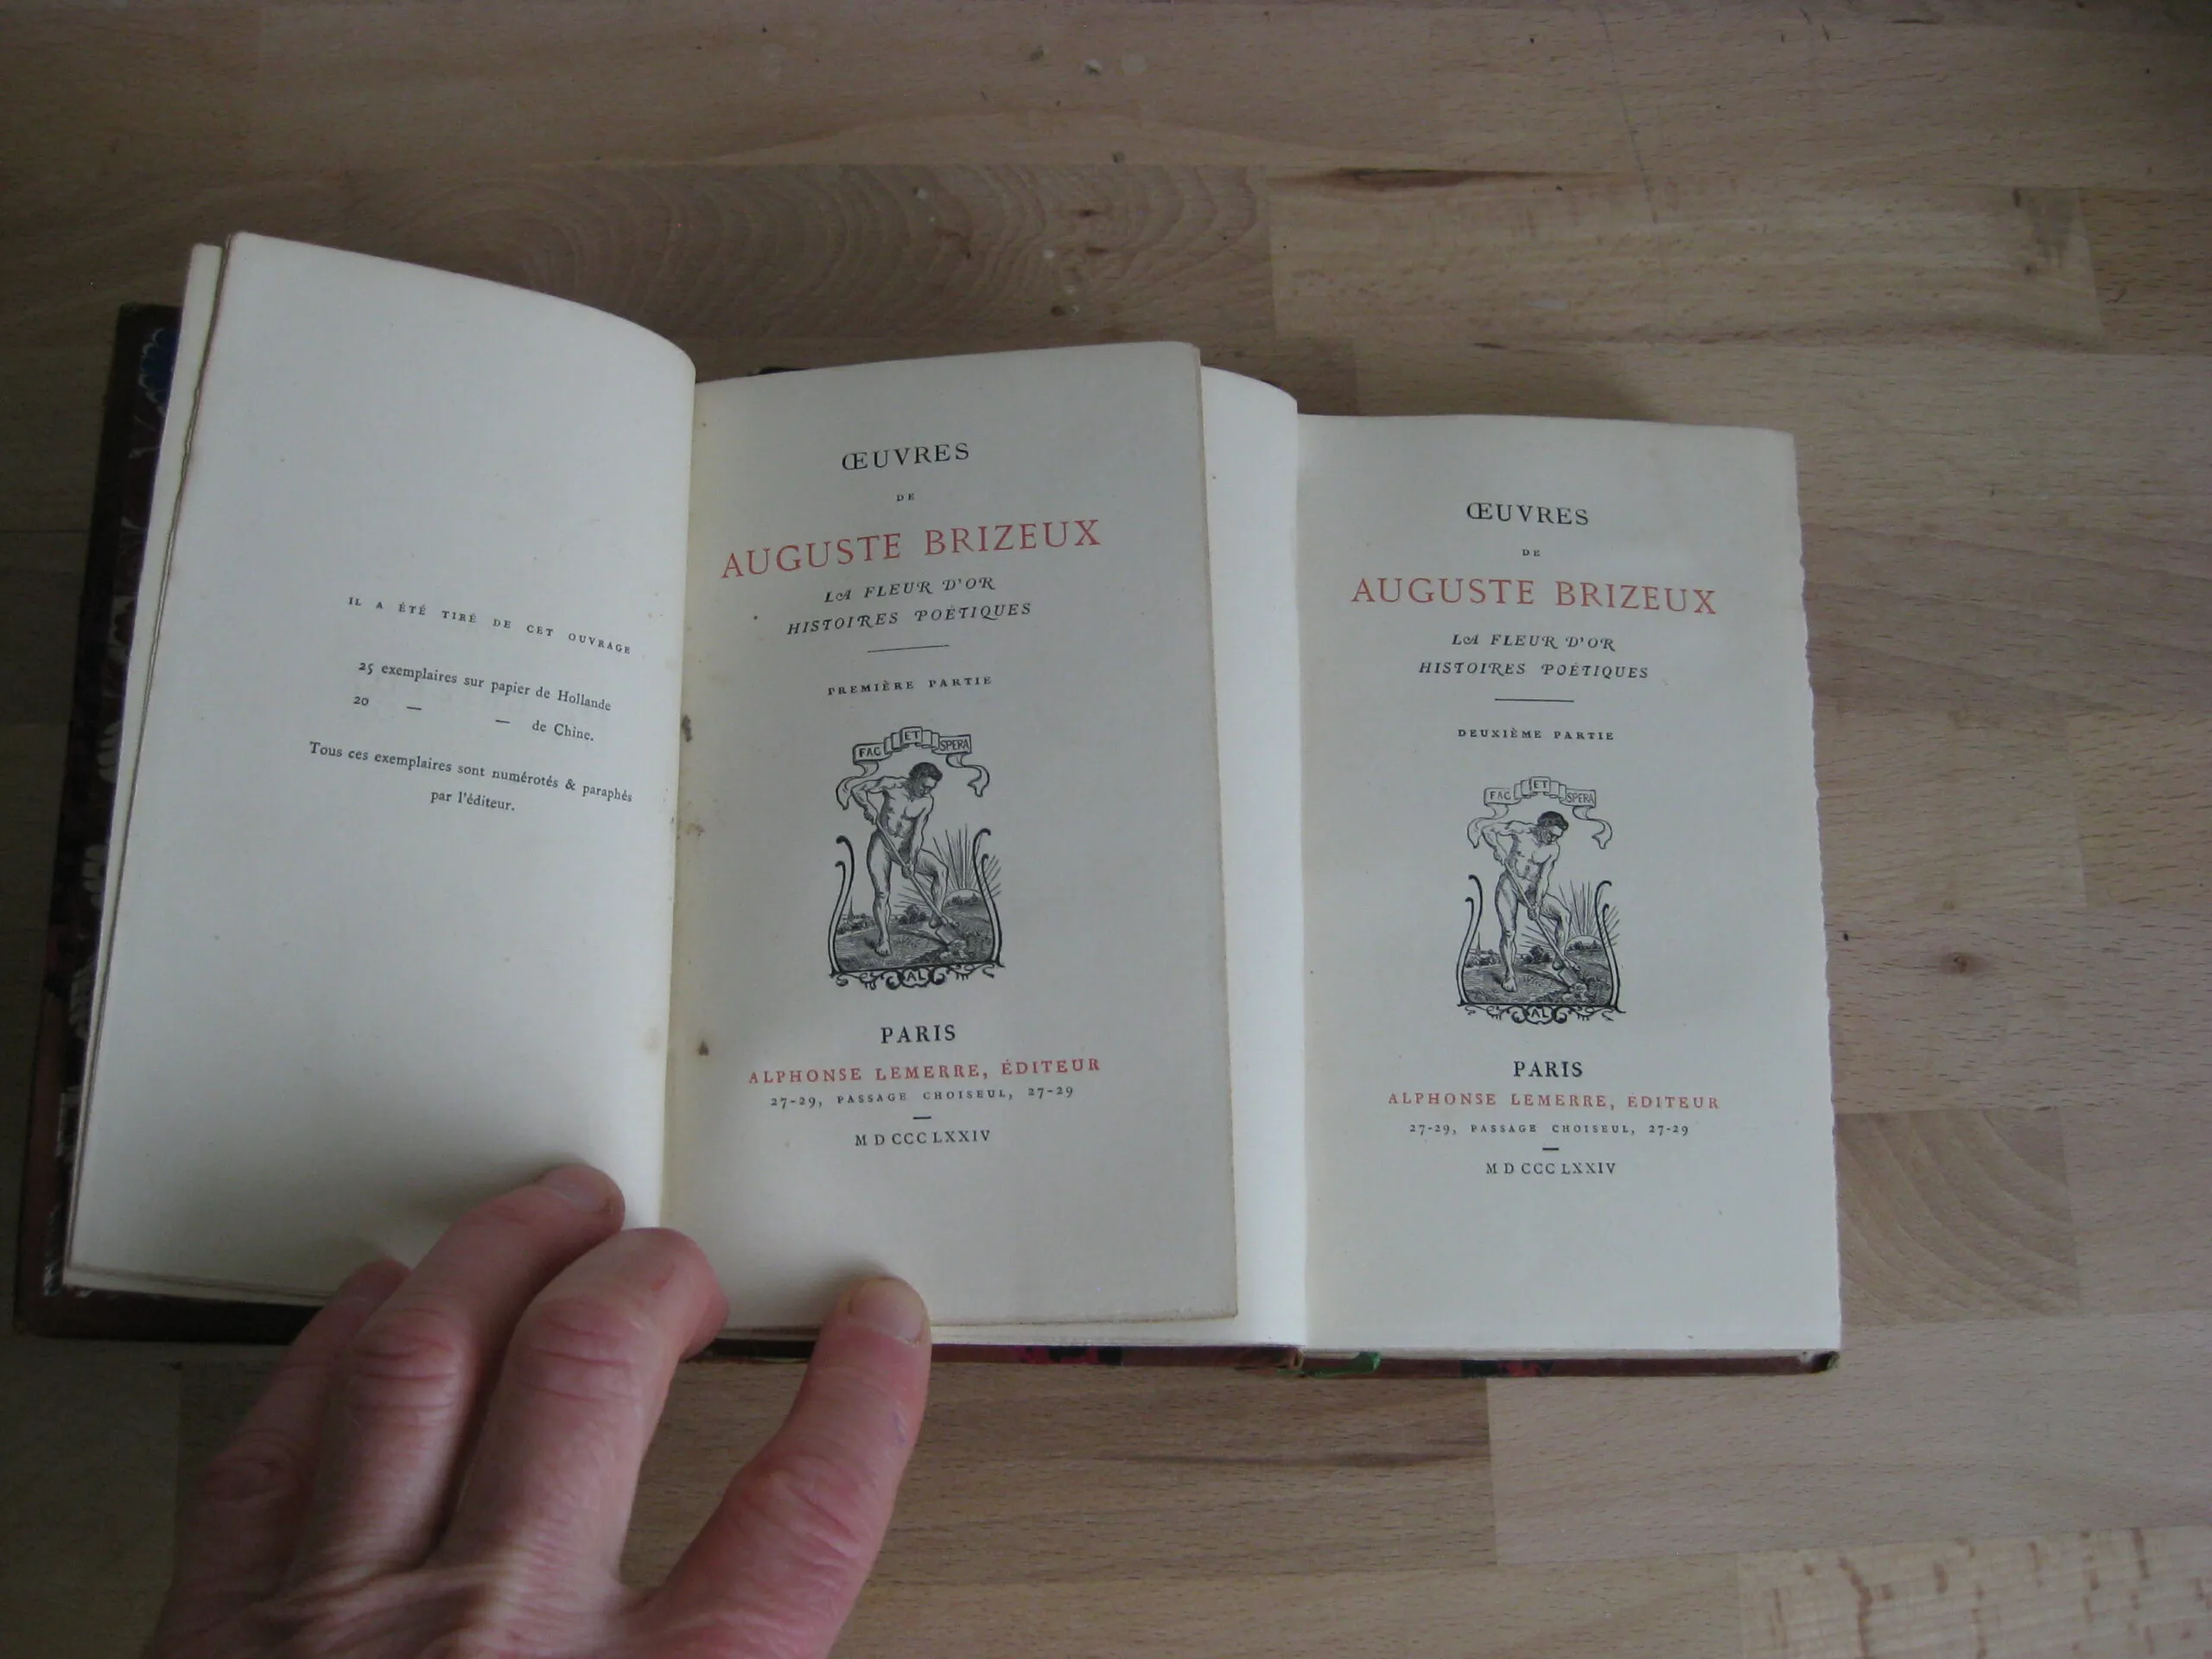 IL A ÉTÉ TIRÉ DE CET OUVRAGE
25 exemplaires sur papier de Hollande
20 — — de Chine.
Tous ces exemplaires sont numérotés & paraphés
par l'éditeur.
ŒUVRES
DE
AUGUSTE BRIZEUX
LA FLEUR D'OR
HISTOIRES POÉTIQUES
PREMIÈRE PARTIE
FAC ET SPERA
AL
PARIS
ALPHONSE LEMERRE, ÉDITEUR
27-29, PASSAGE CHOISEUL, 27-29
M D CCC LXXIV
ŒUVRES
DE
AUGUSTE BRIZEUX
LA FLEUR D'OR
HISTOIRES POÉTIQUES
DEUXIÈME PARTIE
FAC ET SPERA
AL
PARIS
ALPHONSE LEMERRE, ÉDITEUR
27-29, PASSAGE CHOISEUL, 27-29
M D CCC LXXIV